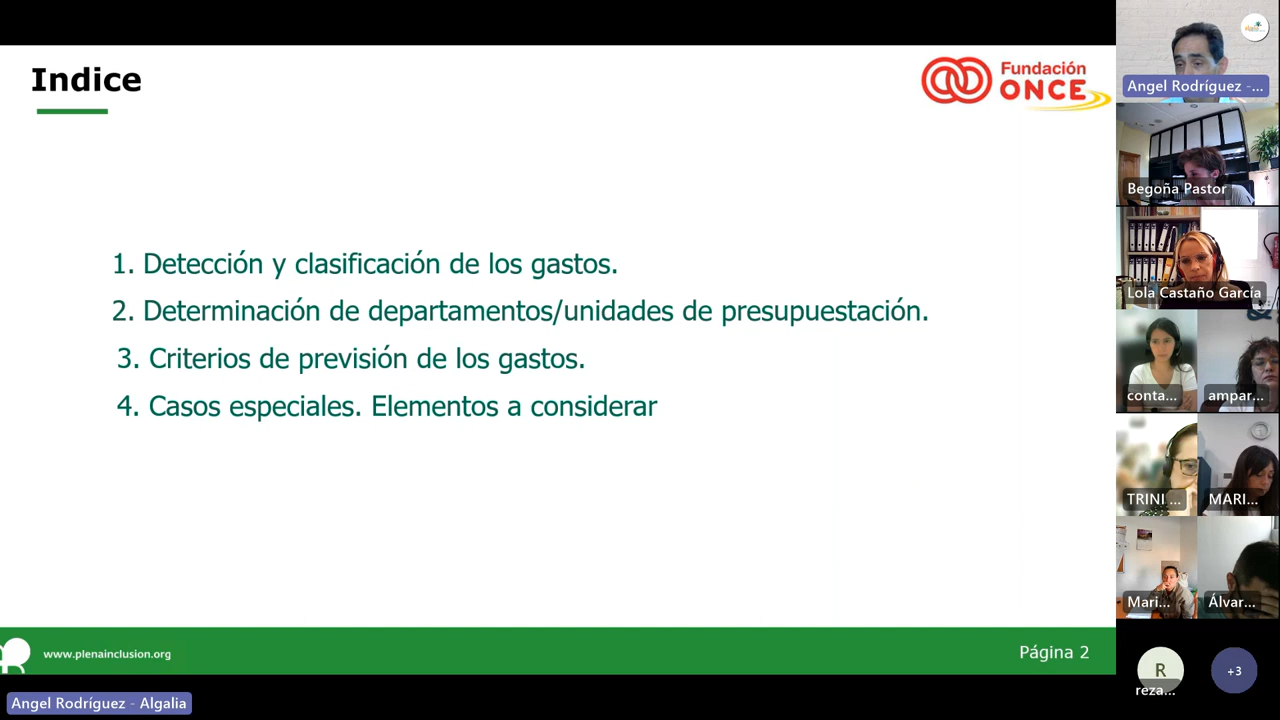 Indice
Fundación
ONCE
1. Detección y clasificación de los gastos.
2. Determinación de departamentos/unidades de presupuestación.
3. Criterios de previsión de los gastos.
4. Casos especiales. Elementos a considerar
www.plenainclusion.org
Página 2
Angel Rodríguez - Algalia
Angel Rodríguez -...
Begoña Pastor
Lola Castaño García
conta...
ampar...
TRINI ...
MARI...
Mari...
Álvar...
R
reza...
+3